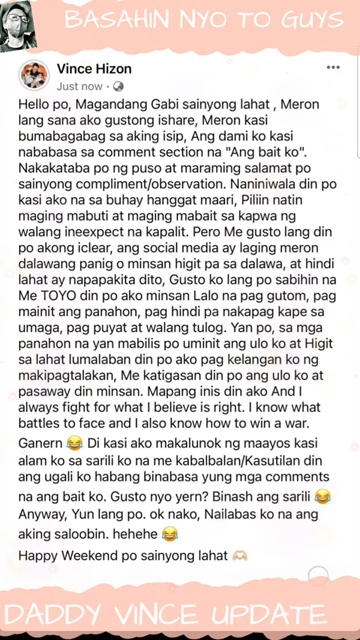 BASAHIN NYO TO GUYS
Vince Hizon
Just now ·
Hello po, Magandang Gabi sainyong lahat , Meron
lang sana ako gustong ishare, Meron kasi
bumabagabag sa aking isip, Ang dami ko kasi
nababasa sa comment section na "Ang bait ko".
Nakakataba po ng puso at maraming salamat po
sainyong compliment/observation. Naniniwala din po
kasi ako na sa buhay hanggat maari, Piliin natin
maging mabuti at maging mabait sa kapwa ng
walang ineexpect na kapalit. Pero Me gusto lang din
po akong iclear, ang social media ay laging meron
dalawang panig o minsan higit pa sa dalawa, at hindi
lahat ay napapakita dito, Gusto ko lang po sabihin na
Me TOYO din po ako minsan Lalo na pag gutom, pag
mainit ang panahon, pag hindi pa nakapag kape sa
umaga, pag puyat at walang tulog. Yan po, sa mga
panahon na yan mabilis po uminit ang ulo ko at Higit
sa lahat lumalaban din po ako pag kelangan ko ng
makipagtalakan, Me katigasan din po ang ulo ko at
pasaway din minsan. Mapang inis din ako And I
always fight for what I believe is right. I know what
battles to face and I also know how to win a war.
Ganern 😂 Di kasi ako makalunok ng maayos kasi
alam ko sa sarili ko na me kabalbalan/Kasutilan din
ang ugali ko habang binabasa yung mga comments
na ang bait ko. Gusto nyo yern? Binash ang sarili 😂
Anyway, Yun lang po. ok nako, Nailabas ko na ang
aking saloobin. hehehe 😂
Happy Weekend po sainyong lahat 🫶🏻
DADDY VINCE UPDATE